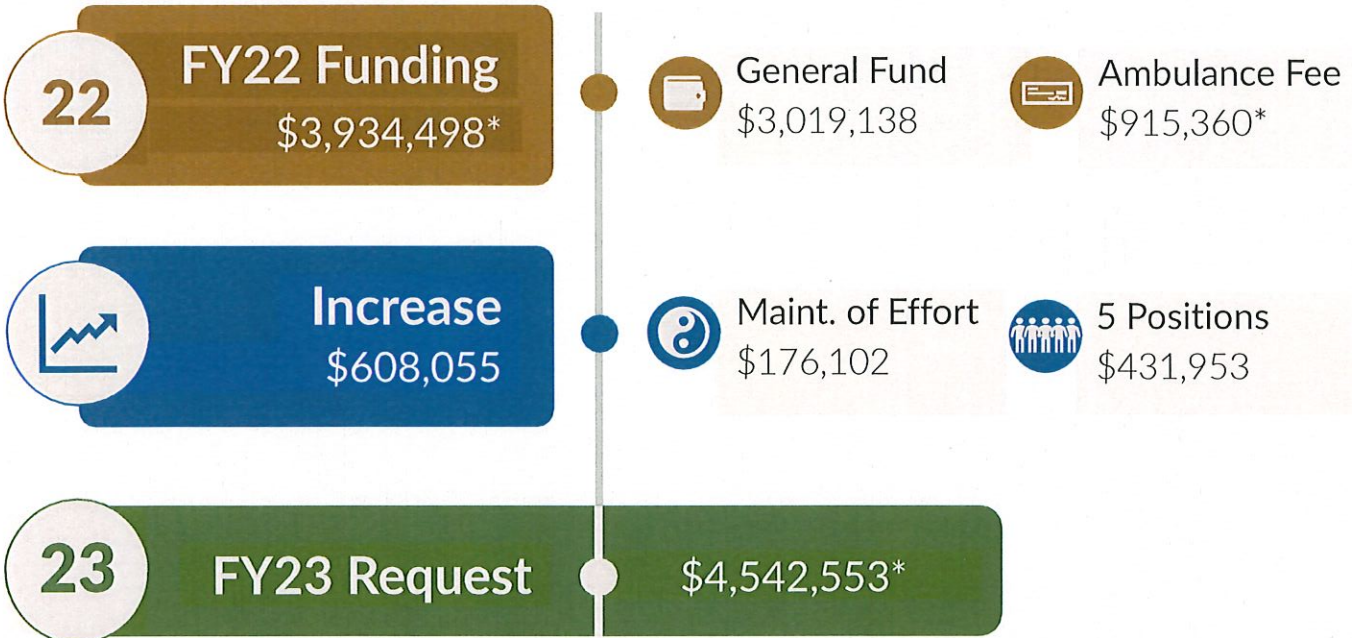 22
FY22 Funding
$3,934,498*
General Fund
$3,019,138
Ambulance Fee
$915,360*
Increase
$608,055
Maint. of Effort
$176,102
5 Positions
$431,953
23
FY23 Request
$4,542,553*